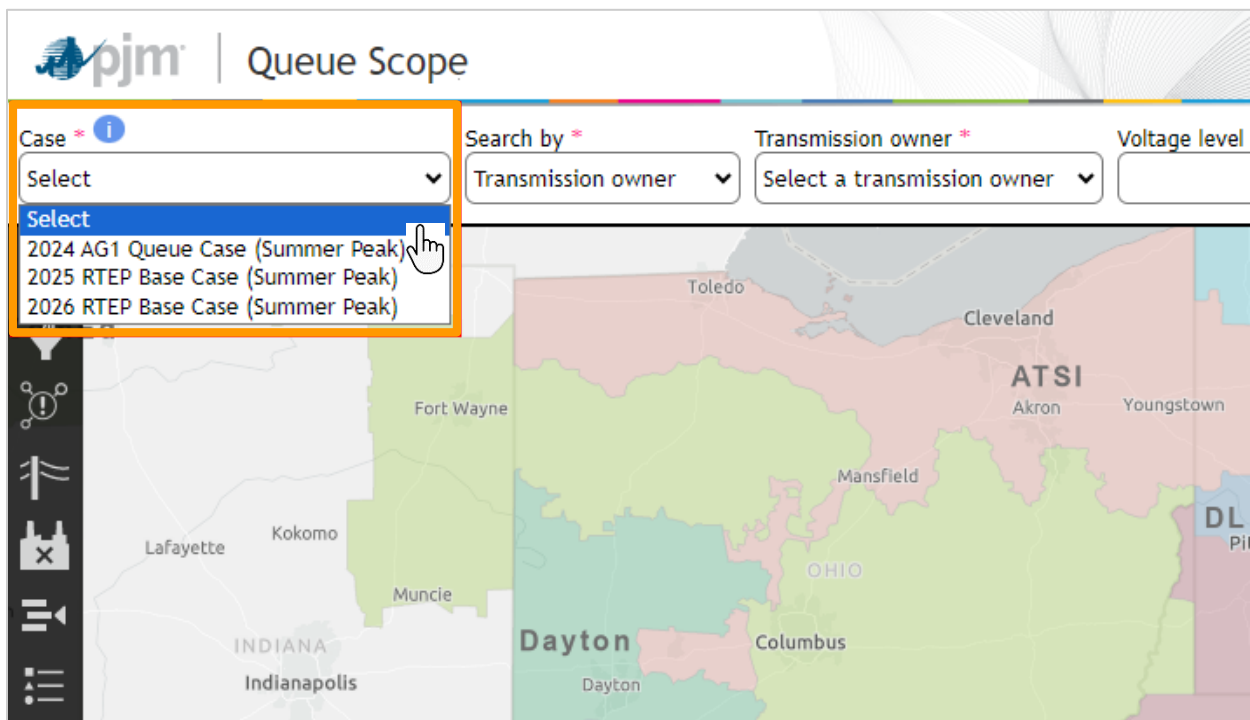 pjm
Queue Scope
Case * i
Search by *
Transmission owner *
Voltage level
Select
Transmission owner
Select a transmission owner
Select
2024 AG1 Queue Case (Summer Peak)
2025 RTEP Base Case (Summer Peak)
2026 RTEP Base Case (Summer Peak)
Toledo
Cleveland
ATSI
Akron
Youngstown
Fort Wayne
Mansfield
DL
Pit
Kokomo
Lafayette
OHIO
Muncie
INDIANA
Dayton
Columbus
Indianapolis
Dayton